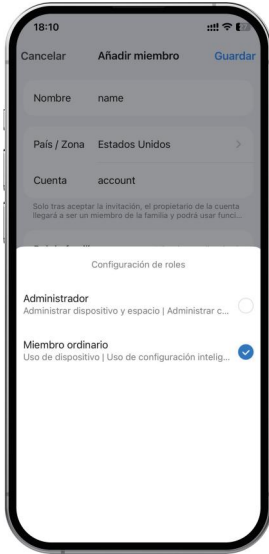 18:10
Cancelar Añadir miembro Guardar
Nombre name
País / Zona Estados Unidos
Cuenta account
Solo tras aceptar la invitación, el propietario de la cuenta
llegará a ser un miembro de la familia y podrá usar funci...
Configuración de roles
Administrador
Administrar dispositivo y espacio | Administrar c...
Miembro ordinario
Uso de dispositivo | Uso de configuración intelig...